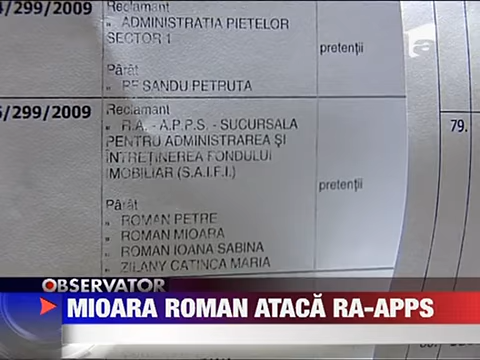 /299/2009
Reclamant
ADMINISTRATIA PIETELOR
SECTOR 1
pretenții
Pârât
PE SANDU PETRUTA
/299/2009
Reclamant
R.A. - A.P.P.S. - SUCURSALA
PENTRU ADMINISTRAREA ȘI
ÎNTREȚINEREA FONDULUI
IMOBILIAR (S.A.I.F.I.)
pretenții
79.
Pârât
ROMAN PETRE
ROMAN MIOARA
ROMAN IOANA SABINA
ZILANY CATINCA MARIA
OBSERVATOR
MIOARA ROMAN ATACĂ RA-APPS